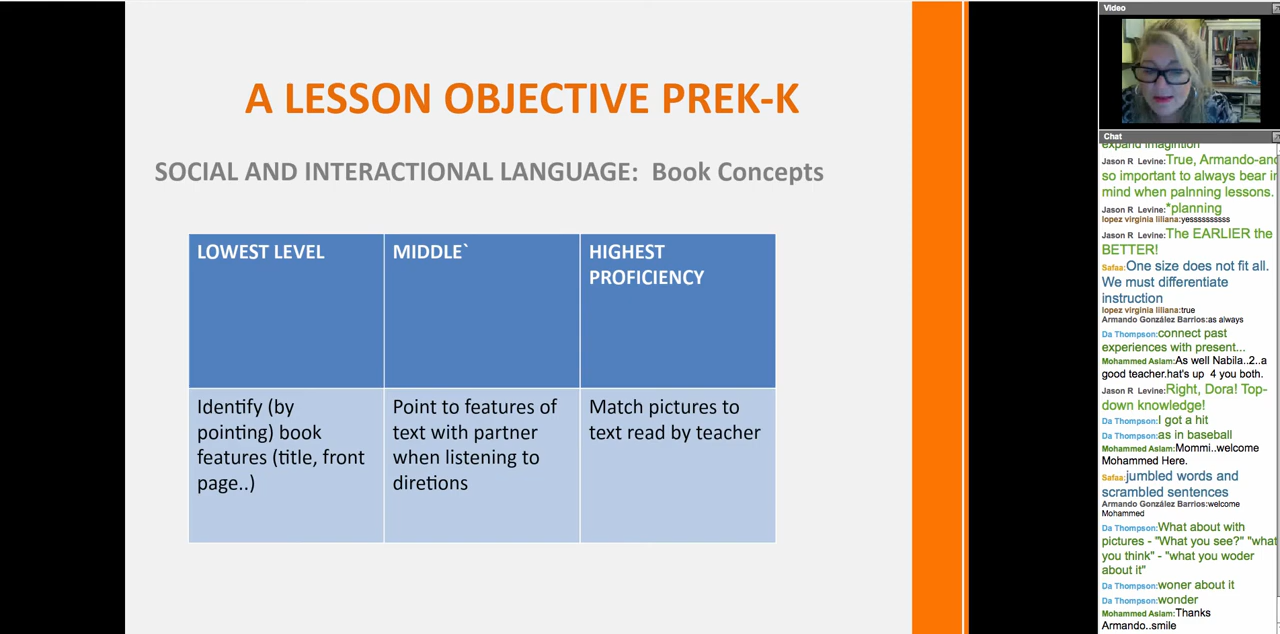 A LESSON OBJECTIVE PREK-K
SOCIAL AND INTERACTIONAL LANGUAGE:  Book Concepts
LOWEST LEVEL
MIDDLE`
HIGHEST
PROFICIENCY
Identify (by
pointing) book
features (title, front
page..)
Point to features of
text with partner
when listening to
diretions
Match pictures to
text read by teacher
Video
Chat
expand imagintion
Jason R Levine:True, Armando-and
so important to always bear in
mind when palnning lessons.
Jason R Levine:*planning
lopez virginia liliana:yessssssssss
Jason R Levine:The EARLIER the
BETTER!
Safaa:One size does not fit all.
We must differentiate
instruction
lopez virginia liliana:true
Armando González Barrios:as always
Da Thompson:connect past
experiences with present...
Mohammed Aslam:As well Nabila..2..a
good teacher.hat's up  4 you both.
Jason R Levine:Right, Dora! Top-
down knowledge!
Da Thompson:I got a hit
Da Thompson:as in baseball
Mohammed Aslam:Mommi..welcome
Mohammed Here.
Safaa:jumbled words and
scrambled sentences
Armando González Barrios:welcome
Mohammed
Da Thompson:What about with
pictures - "What you see?" "what
you think" - "what you woder
about it"
Da Thompson:woner about it
Da Thompson:wonder
Mohammed Aslam:Thanks
Armando..smile